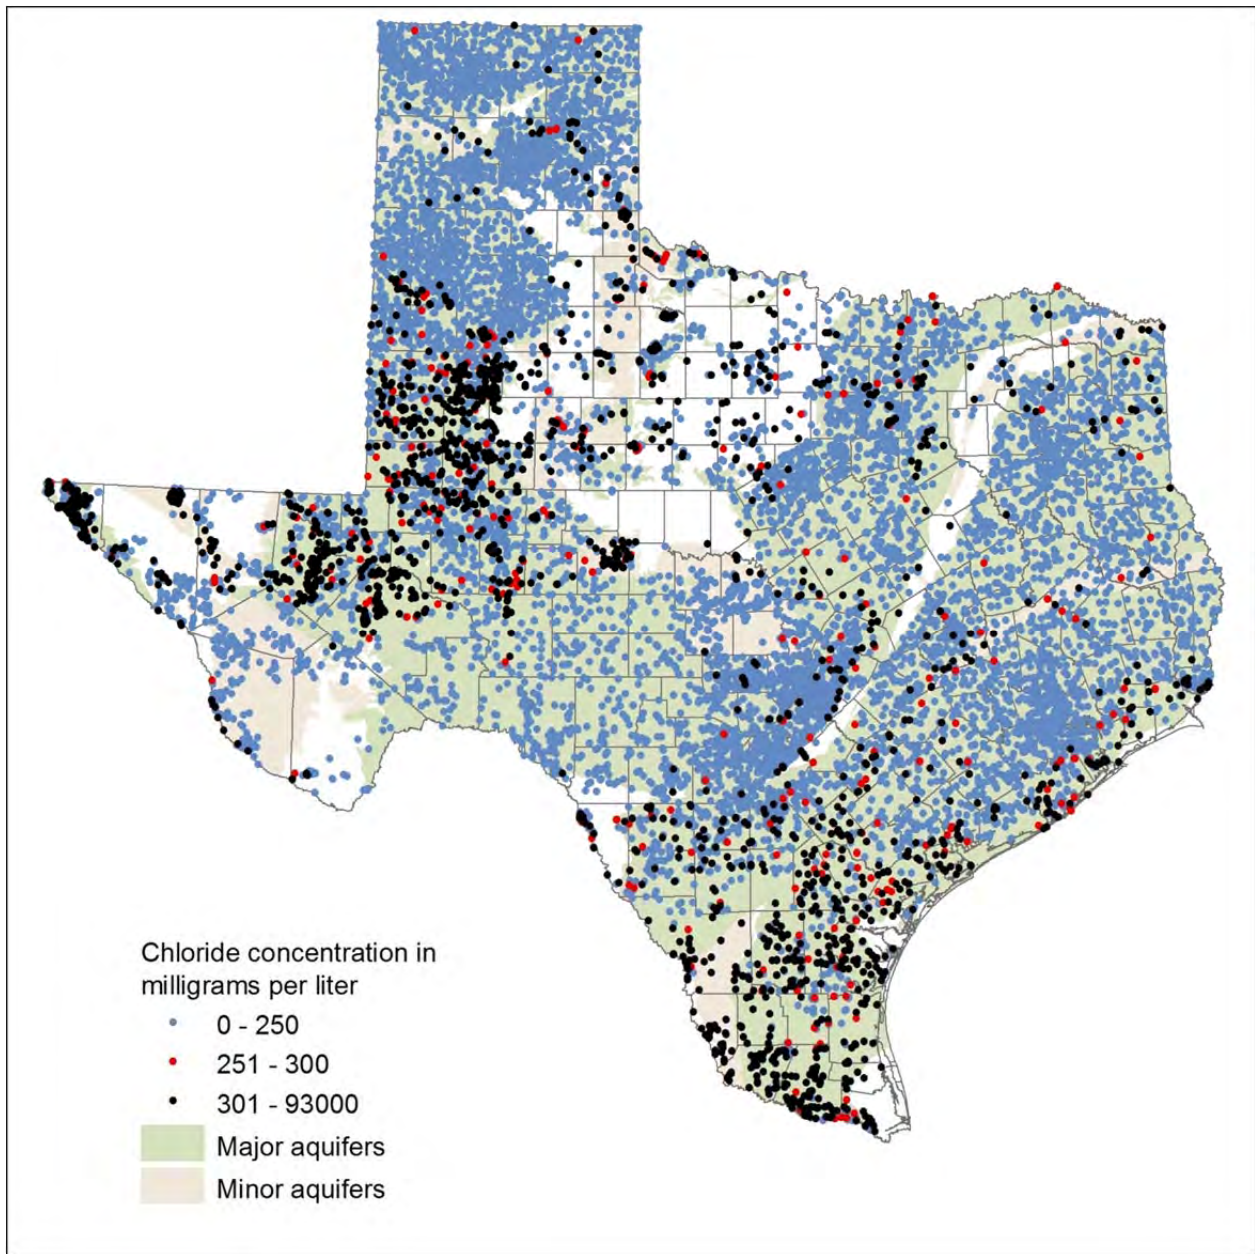 Chloride concentration in
milligrams per liter
0 - 250
251 - 300
301 - 93000
Major aquifers
Minor aquifers